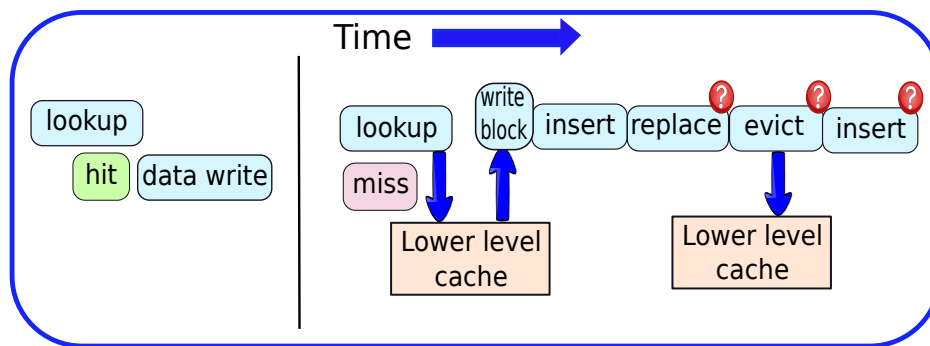 Time
lookup
hit
data write
lookup
miss
write
block
insert
replace
?
evict
?
insert
?
Lower level
cache
Lower level
cache